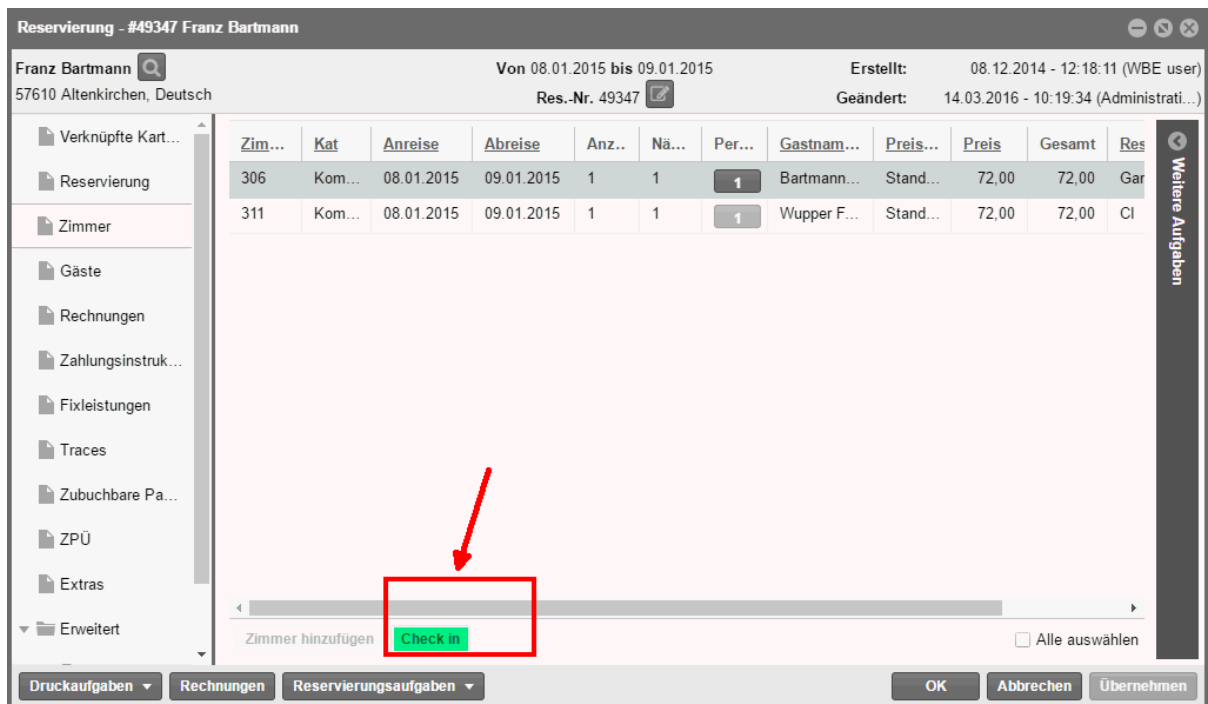 Reservierung - #49347 Franz Bartmann
Franz Bartmann
57610 Altenkirchen, Deutsch
Von 08.01.2015 bis 09.01.2015
Res.-Nr. 49347
Erstellt: 08.12.2014 - 12:18:11 (WBE user)
Geändert: 14.03.2016 - 10:19:34 (Administrati...)
Verknüpfte Kart...
Reservierung
Zimmer
Gäste
Rechnungen
Zahlungsinstruk...
Fixleistungen
Traces
Zubuchbare Pa...
ZPÜ
Extras
Erweitert
Zim... Kat Anreise Abreise Anz.. Nä... Per... Gastnam... Preis... Preis Gesamt Res
306 Kom... 08.01.2015 09.01.2015 1 1 1 Bartmann... Stand... 72,00 72,00 Gar
311 Kom... 08.01.2015 09.01.2015 1 1 1 Wupper F... Stand... 72,00 72,00 CI
Weitere Aufgaben
Zimmer hinzufügen Check in Alle auswählen
Druckaufgaben Rechnungen Reservierungsaufgaben OK Abbrechen Übernehmen